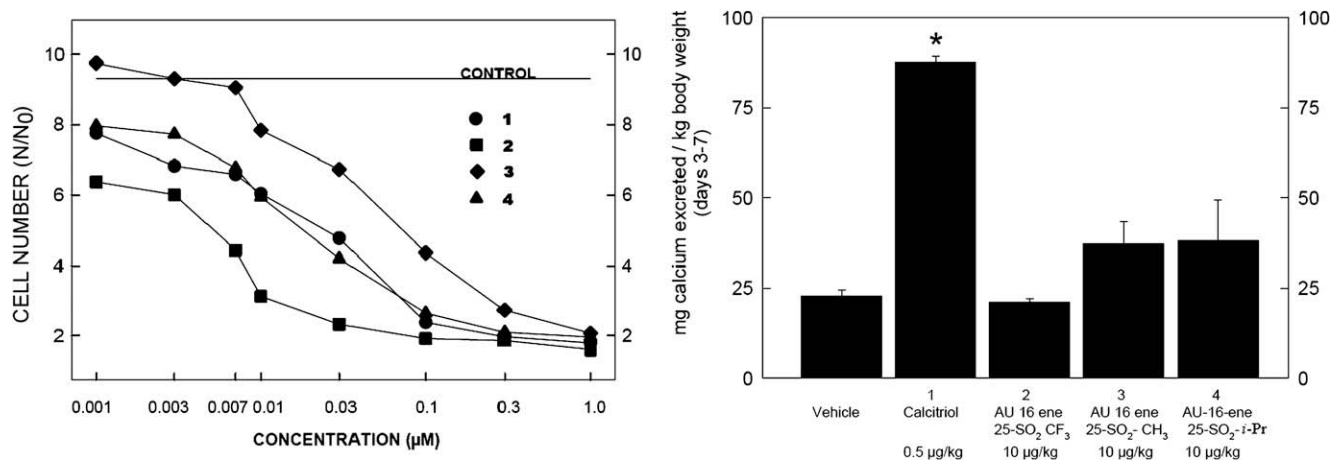 CELL NUMBER (N/N0)
10
8
6
4
2
10
8
6
4
2
CONTROL
1
2
3
4
0.001 0.003 0.007 0.01 0.03 0.1 0.3 1.0
CONCENTRATION (µM)
mg calcium excreted / kg body weight
(days 3-7)
100
75
50
25
0
100
75
50
25
0
*
Vehicle
1
Calcitriol
0.5 µg/kg
2
AU 16 ene
25-SO2 CF3
10 µg/kg
3
AU 16 ene
25-SO2- CH3
10 µg/kg
4
AU-16-ene
25-SO2-i-Pr
10 µg/kg